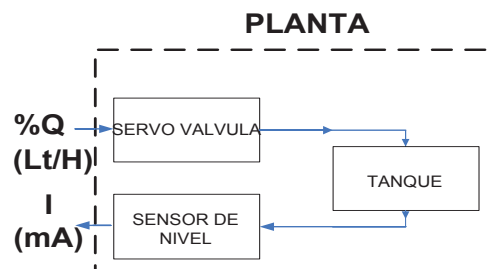 PLANTA
%Q
(Lt/H)
SERVO VALVULA
TANQUE
I
(mA)
SENSOR DE
NIVEL